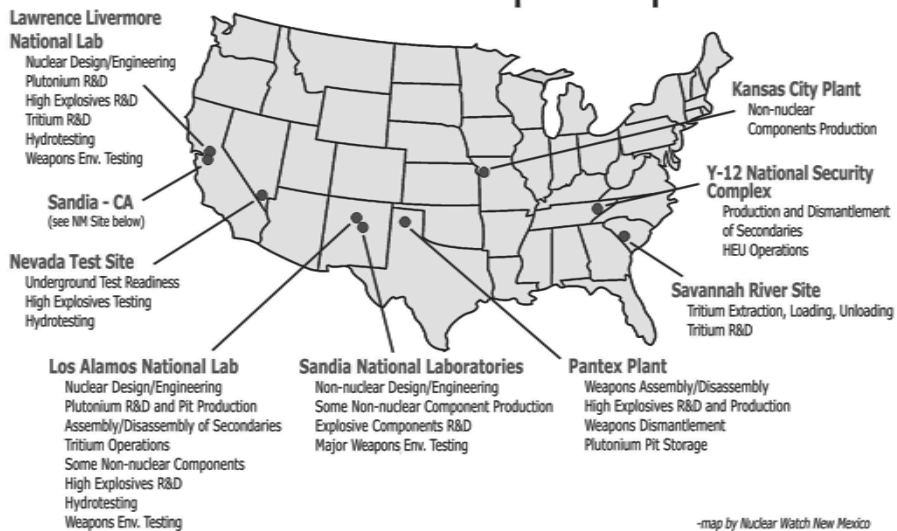 Lawrence Livermore
National Lab
Nuclear Design/Engineering
Plutonium R&D
High Explosives R&D
Tritium R&D
Hydrotesting
Weapons Env. Testing
Sandia - CA
(see NM Site below)
Nevada Test Site
Underground Test Readiness
High Explosives Testing
Hydrotesting
Los Alamos National Lab
Nuclear Design/Engineering
Plutonium R&D and Pit Production
Assembly/Disassembly of Secondaries
Tritium Operations
Some Non-nuclear Components
High Explosives R&D
Hydrotesting
Weapons Env. Testing
Sandia National Laboratories
Non-nuclear Design/Engineering
Some Non-nuclear Component Production
Explosive Components R&D
Major Weapons Env. Testing
Pantex Plant
Weapons Assembly/Disassembly
High Explosives R&D and Production
Weapons Dismantlement
Plutonium Pit Storage
Kansas City Plant
Non-nuclear
Components Production
Y-12 National Security
Complex
Production and Dismantlement
of Secondaries
HEU Operations
Savannah River Site
Tritium Extraction, Loading, Unloading
Tritium R&D
-map by Nuclear Watch New Mexico